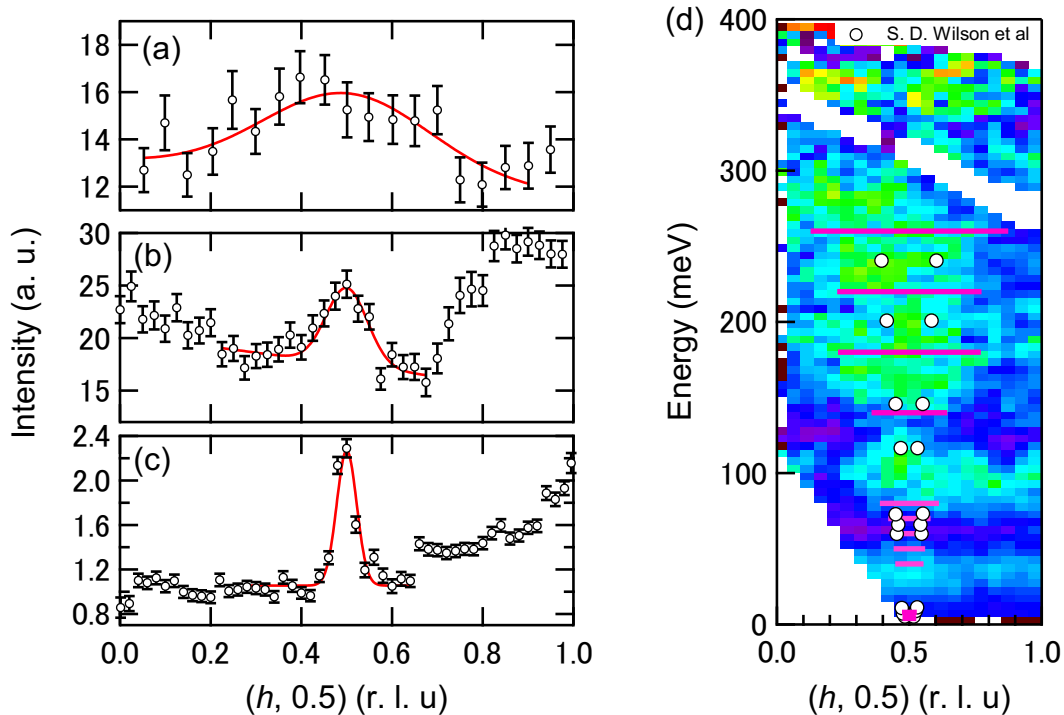 (a)
18
16
14
12
(b)
30
25
20
15
(c)
2.4
2.0
1.6
1.2
0.8
Intensity (a. u.)
0.0 0.2 0.4 0.6 0.8 1.0
(h, 0.5) (r. l. u)
(d)
400
300
200
100
0
Energy (meV)
S. D. Wilson et al
0.0 0.5 1.0
(h, 0.5) (r. l. u)